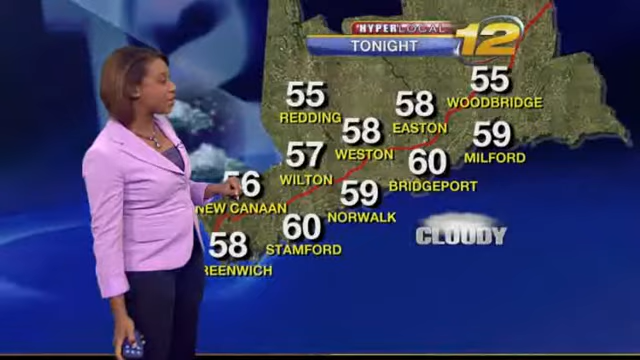 HYPERLOCAL 12
TONIGHT
55
REDDING
58
EASTON
55
WOODBRIDGE
58
WESTON
59
MILFORD
57
WILTON
60
BRIDGEPORT
56
NEW CANAAN
59
NORWALK
58
REENWICH
60
STAMFORD
CLOUDY
12